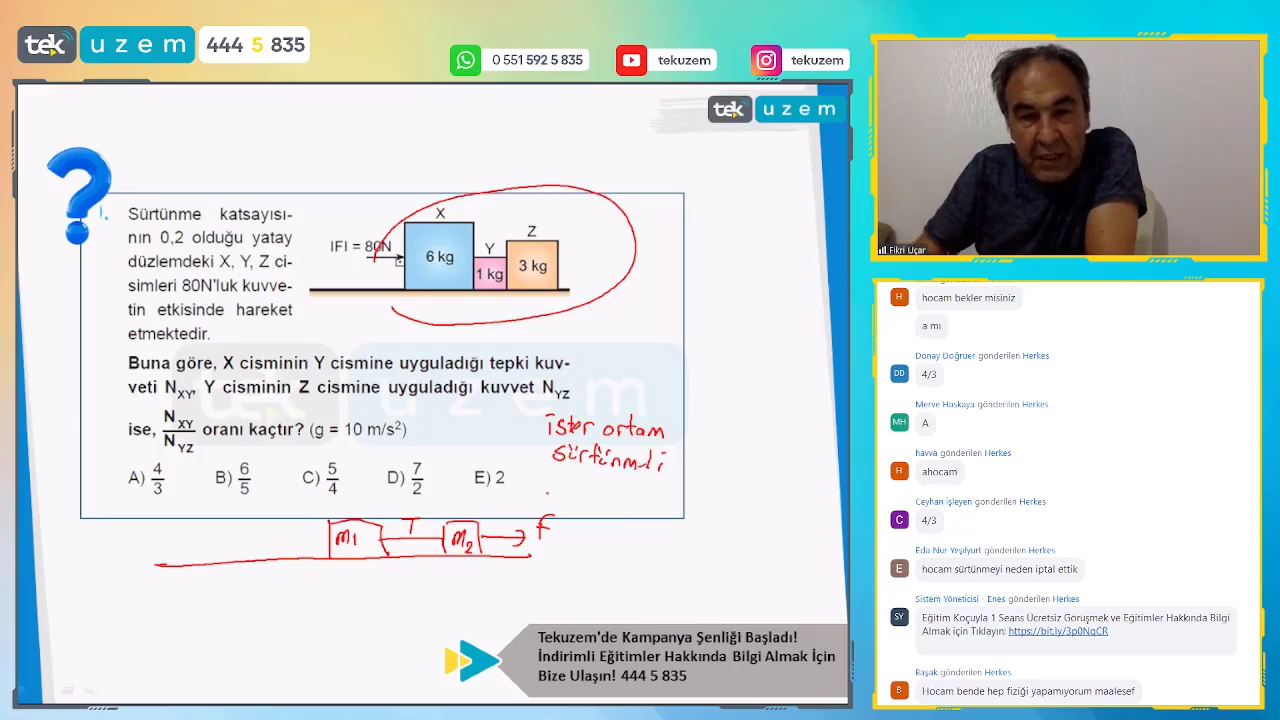 tek uzem 444 5 835
0 551 592 5 835
tekuzem
tekuzem
tek uzem
1.
Sürtünme katsayısı-
nın 0,2 olduğu yatay
düzlemdeki X, Y, Z ci-
simleri 80N'luk kuvve-
tin etkisinde hareket
etmektedir.
IFI = 80N
X
6 kg
Y
1 kg
Z
3 kg
Buna göre, X cisminin Y cismine uyguladığı tepki kuv-
veti NXY, Y cisminin Z cismine uyguladığı kuvvet NYZ
ise, NXY/NYZ oranı kaçtır? (g = 10 m/s²)
A) 4/3 B) 6/5 C) 5/4 D) 7/2 E) 2
ister ortam
sürtünmeli
m1 T m2 F
Tekuzem'de Kampanya Şenliği Başladı!
İndirimli Eğitimler Hakkında Bilgi Almak İçin
Bize Ulaşın! 444 5 835
Fikri Uçar
H
hocam bekler misiniz
a mı
Donay Doğruer gönderilen Herkes
DD
4/3
Merve Haskaya gönderilen Herkes
MH
A
havva gönderilen Herkes
H
ahocam
Ceyhan işleyen gönderilen Herkes
C
4/3
Eda Nur Yeşilyurt gönderilen Herkes
E
hocam sürtünmeyi neden iptal ettik
Sistem Yöneticisi - Enes gönderilen Herkes
SY
Eğitim Koçuyla 1 Seans Ücretsiz Görüşmek ve Eğitimler Hakkında Bilgi
Almak için Tıklayın: https://bit.ly/3p0NqCR
Başak gönderilen Herkes
B
Hocam bende hep fiziği yapamıyorum maalesef